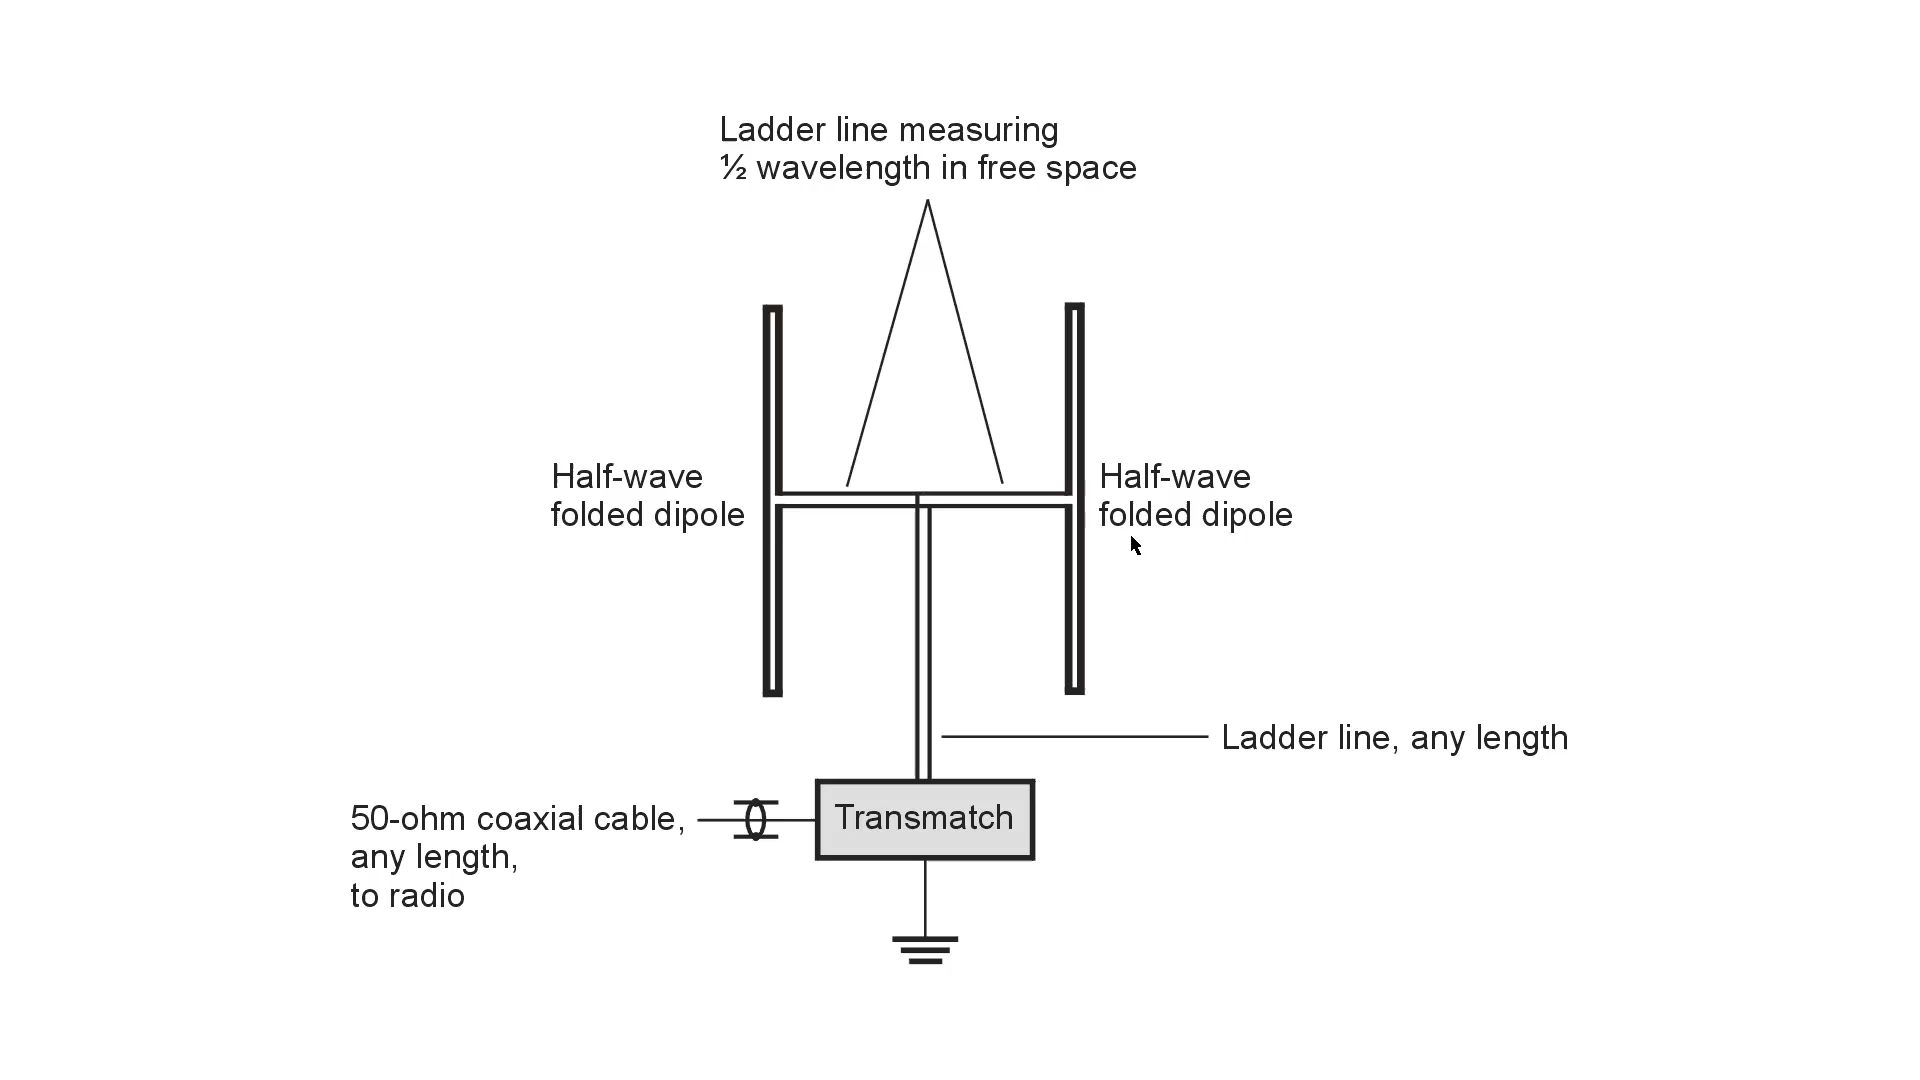 Ladder line measuring
½ wavelength in free space
Half-wave
folded dipole
Half-wave
folded dipole
Ladder line, any length
50-ohm coaxial cable,
any length,
to radio
Transmatch